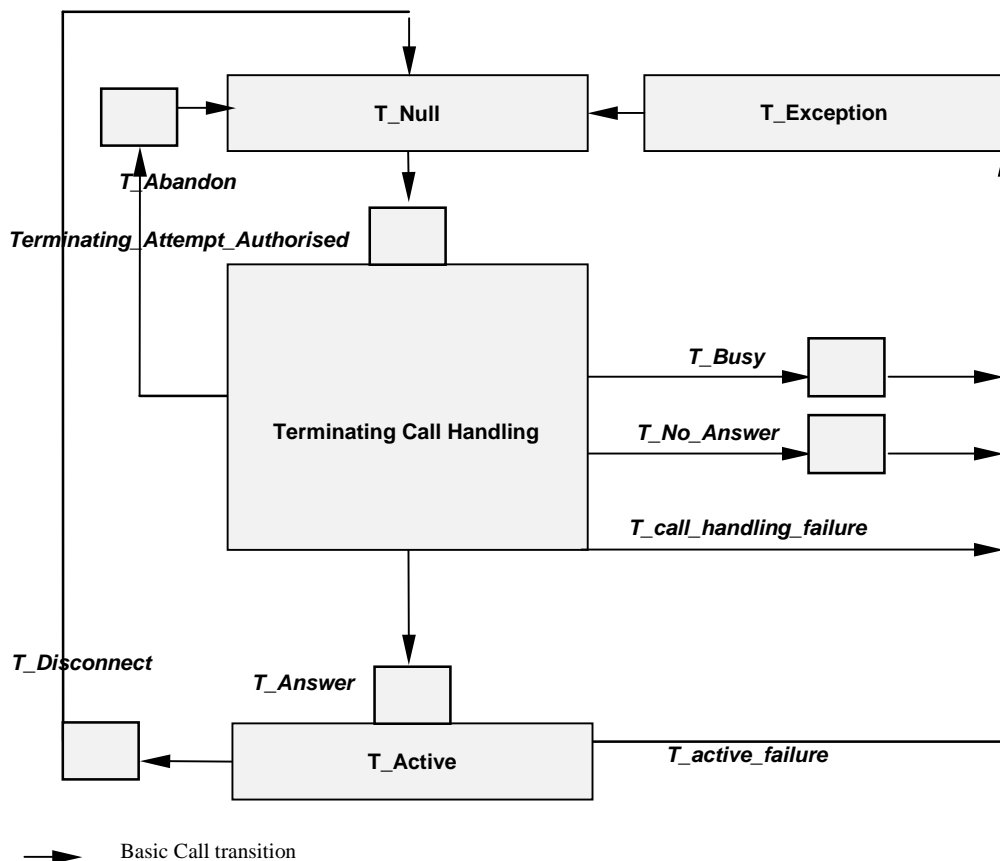 T_Null
T_Exception
T_Abandon
Terminating_Attempt_Authorised
T_Busy
Terminating Call Handling
T_No_Answer
T_call_handling_failure
T_Disconnect
T_Answer
T_Active
T_active_failure
Basic Call transition